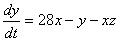 dy/dt = 28x − y − xz